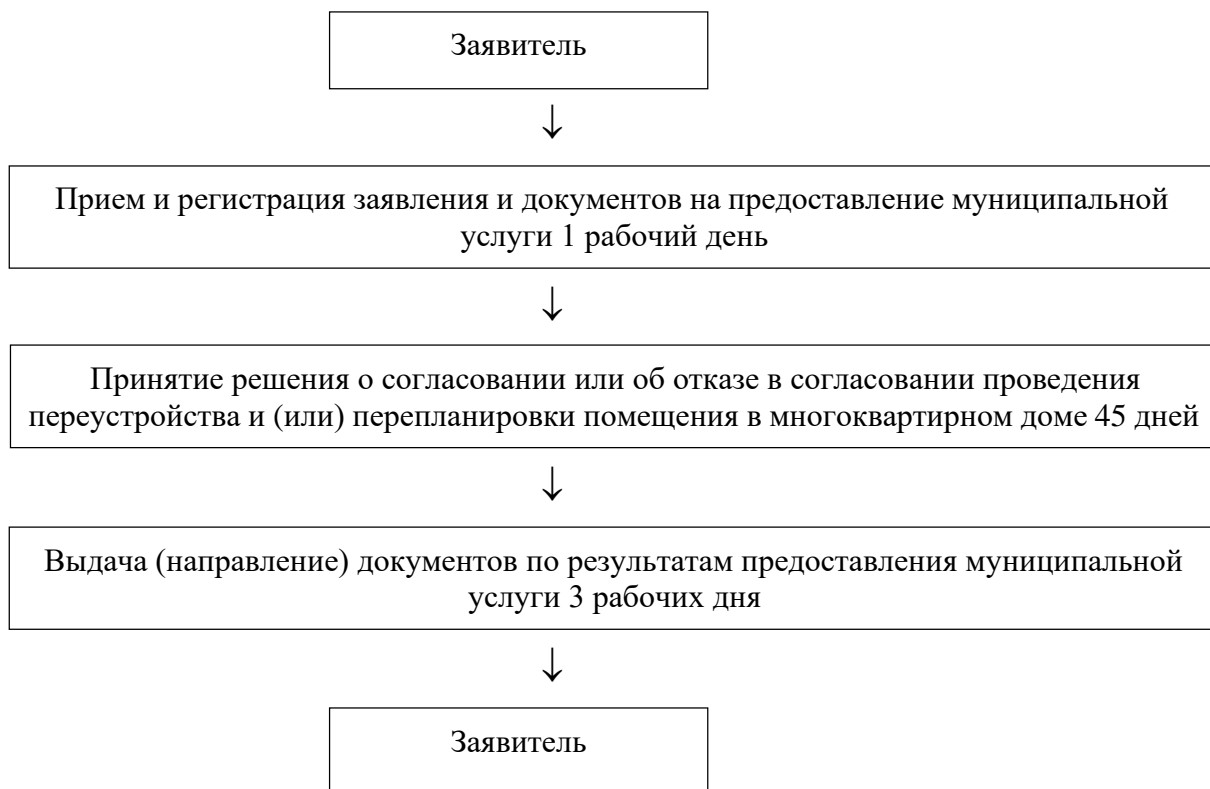 Заявитель
↓
Прием и регистрация заявления и документов на предоставление муниципальной
услуги 1 рабочий день
↓
Принятие решения о согласовании или об отказе в согласовании проведения
переустройства и (или) перепланировки помещения в многоквартирном доме 45 дней
↓
Выдача (направление) документов по результатам предоставления муниципальной
услуги 3 рабочих дня
↓
Заявитель